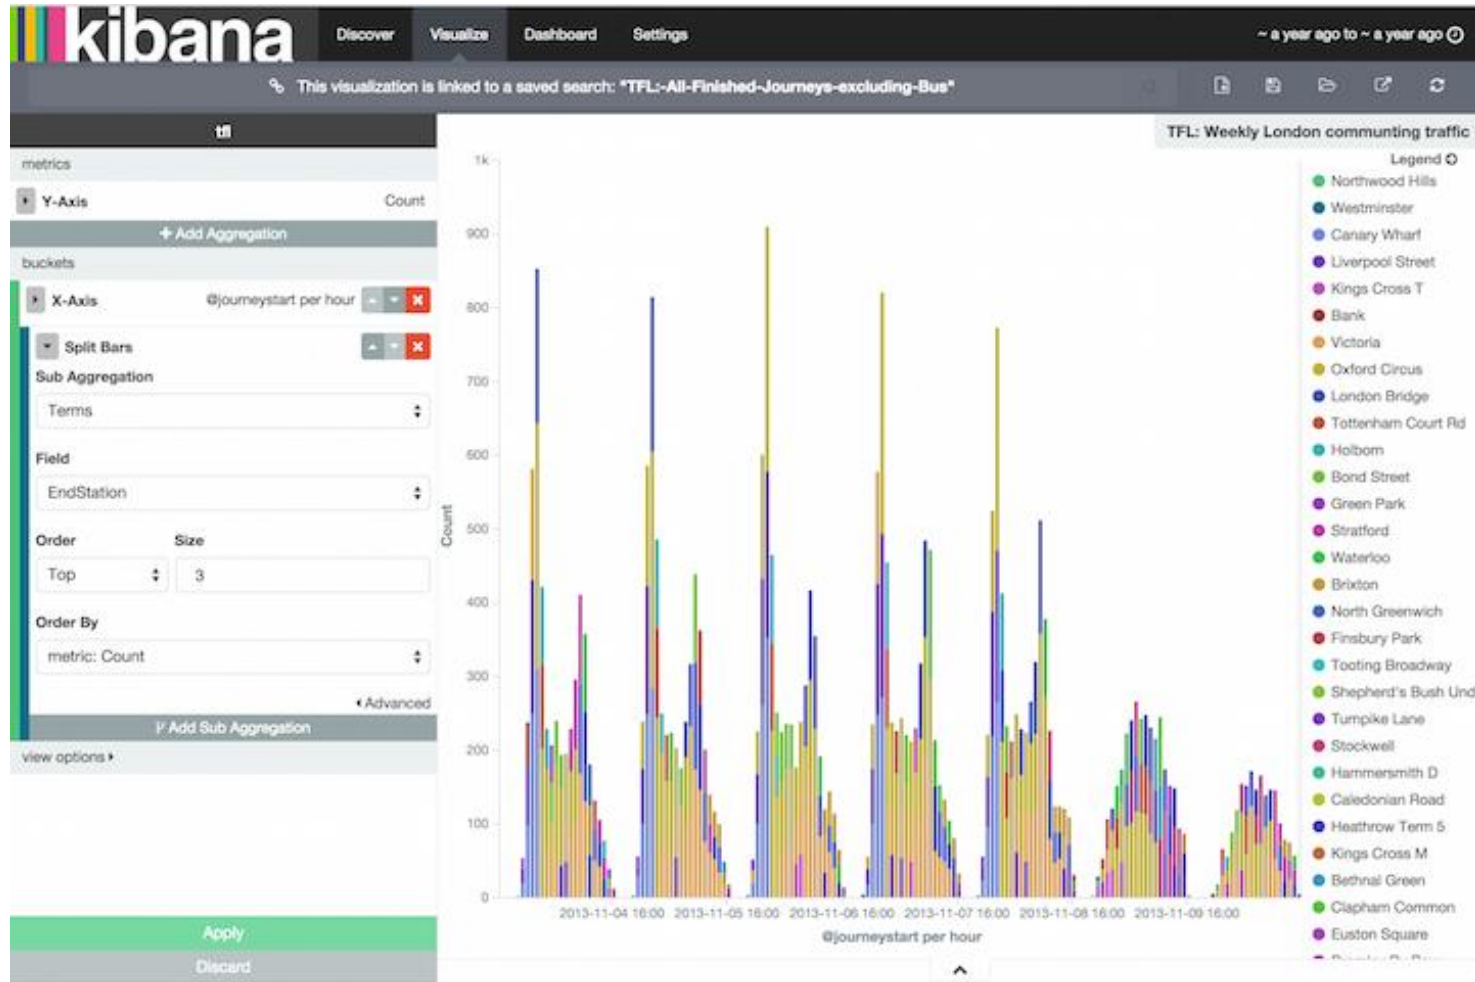 kibana
Discover Visualize Dashboard Settings
~ a year ago to ~ a year ago
This visualization is linked to a saved search: "TFL:-All-Finished-Journeys-excluding-Bus"
tfl
metrics
Y-Axis Count
+ Add Aggregation
buckets
X-Axis @journeystart per hour
Split Bars
Sub Aggregation
Terms
Field
EndStation
Order Size
Top 3
Order By
metric: Count
Advanced
Add Sub Aggregation
view options
Apply
Discard
TFL: Weekly London communting traffic
Legend
1k
900
800
700
600
500
400
300
200
100
0
Count
2013-11-04 16:00 2013-11-05 16:00 2013-11-06 16:00 2013-11-07 16:00 2013-11-08 16:00 2013-11-09 16:00
@journeystart per hour
Northwood Hills
Westminster
Canary Wharf
Liverpool Street
Kings Cross T
Bank
Victoria
Oxford Circus
London Bridge
Tottenham Court Rd
Holborn
Bond Street
Green Park
Stratford
Waterloo
Brixton
North Greenwich
Finsbury Park
Tooting Broadway
Shepherd's Bush Und
Turnpike Lane
Stockwell
Hammersmith D
Caledonian Road
Heathrow Term 5
Kings Cross M
Bethnal Green
Clapham Common
Euston Square